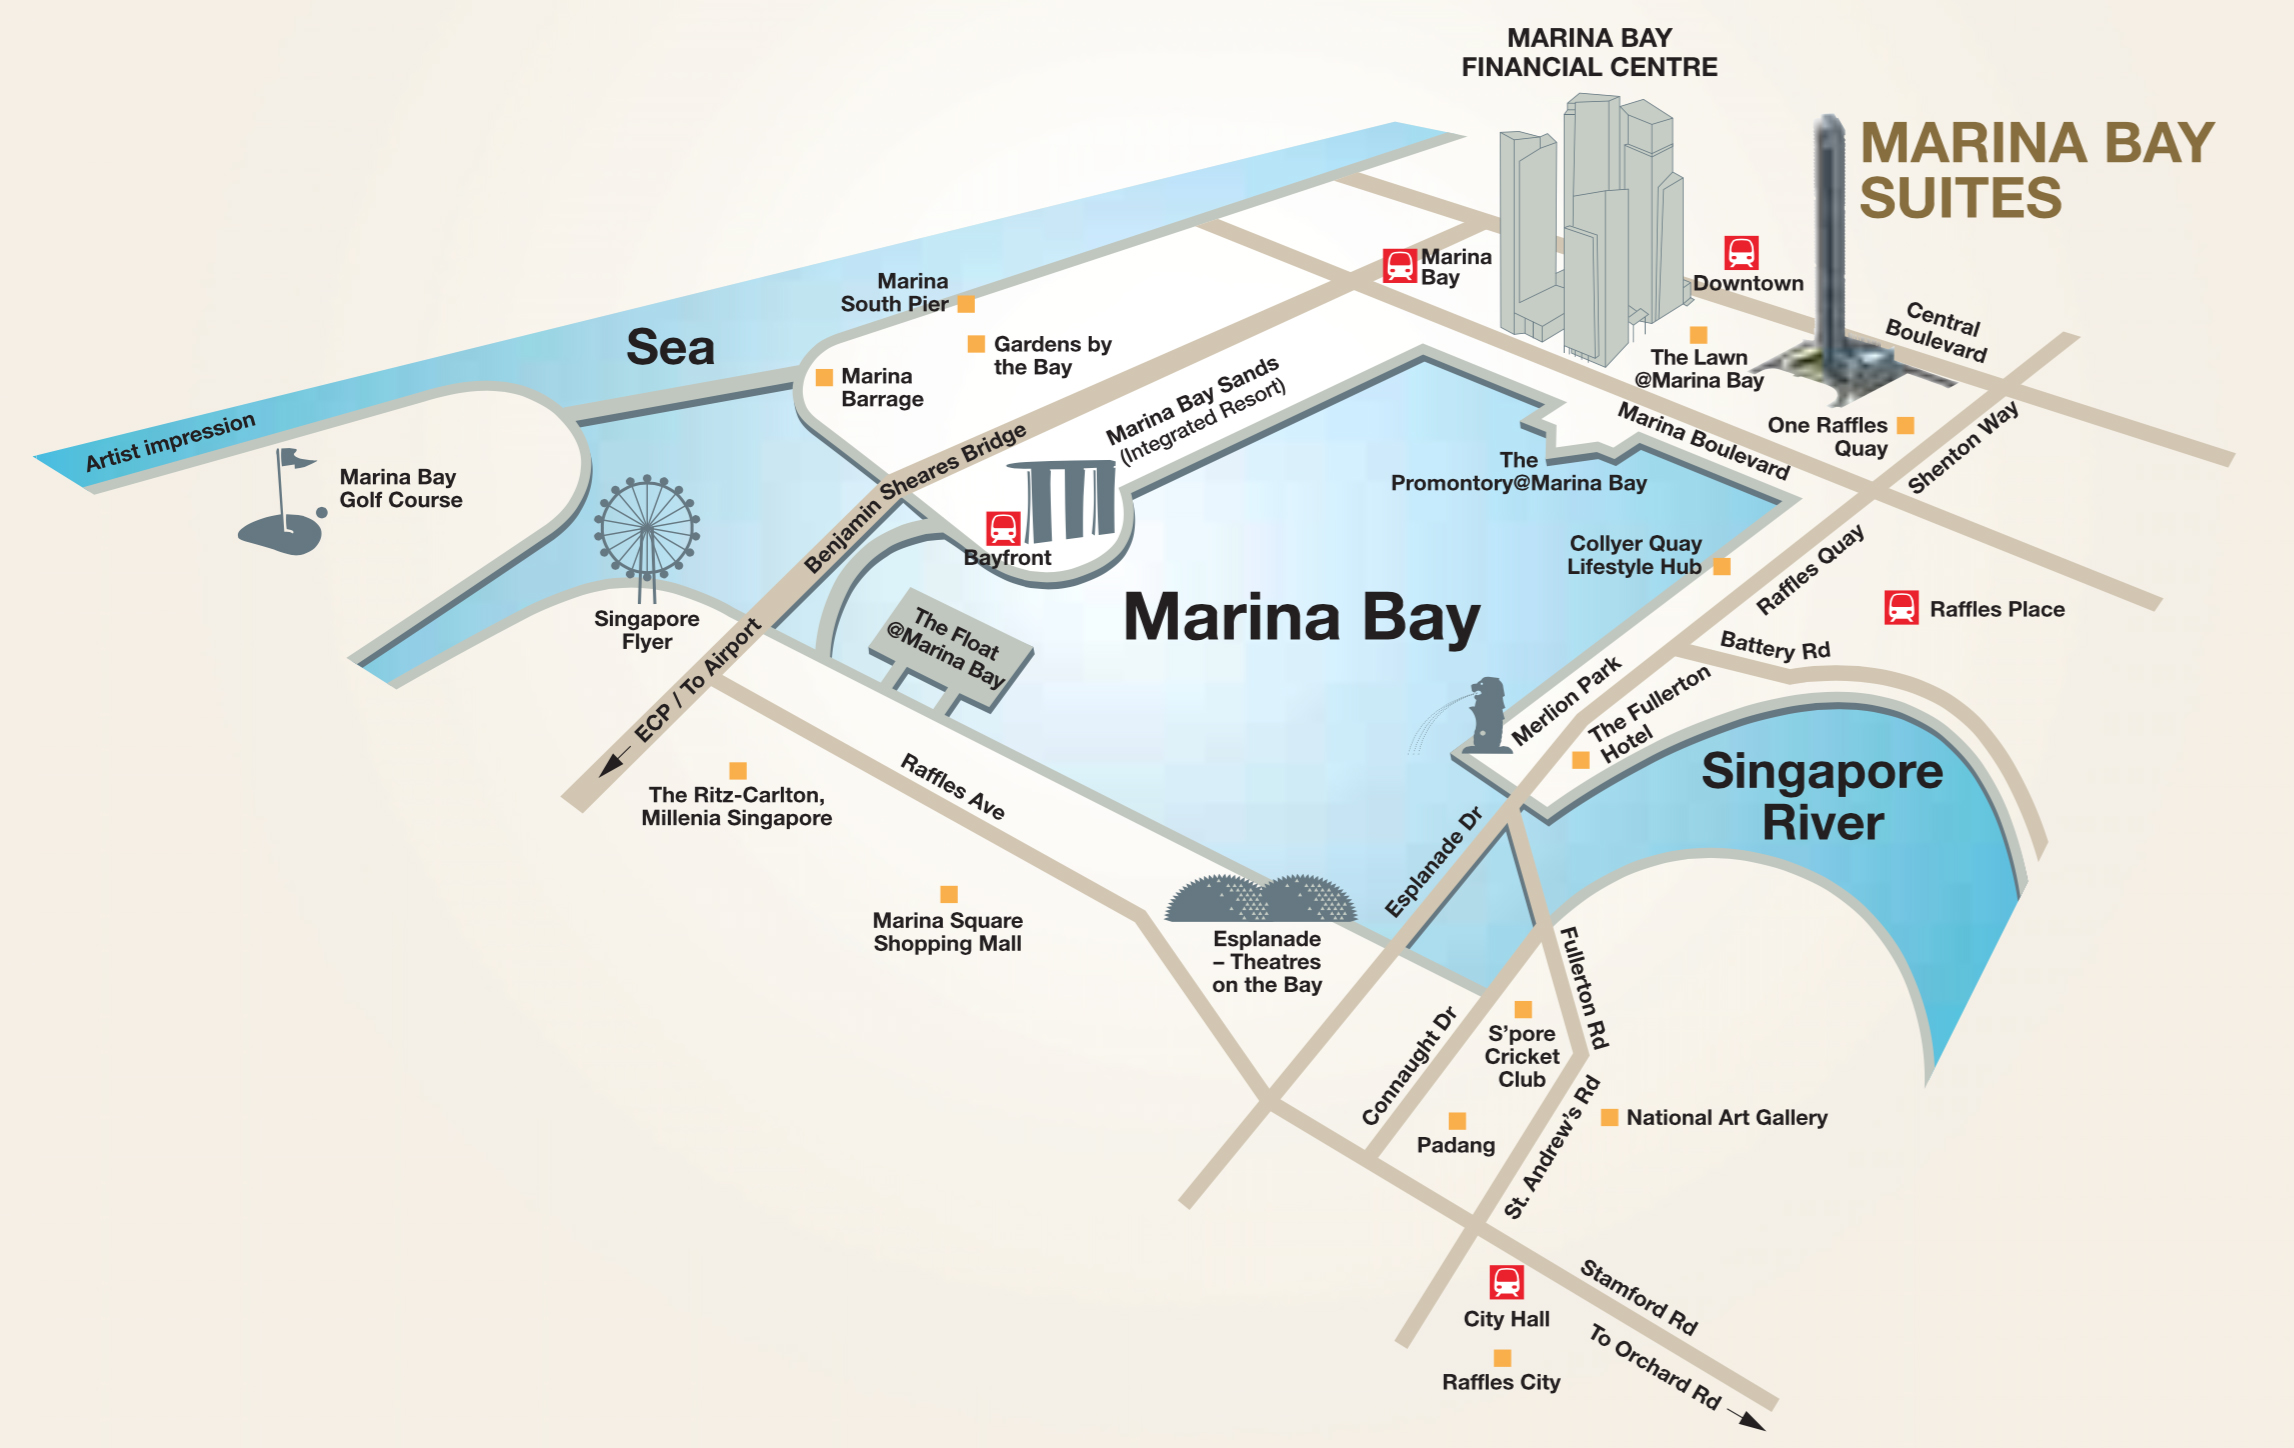 MARINA BAY
FINANCIAL CENTRE
MARINA BAY
SUITES
Marina
Bay
Downtown
Central
Boulevard
The Lawn
@Marina Bay
Marina
South Pier
Sea
Gardens by
the Bay
Marina
Barrage
Marina Bay Sands
(Integrated Resort)
Artist impression
Marina Bay
Golf Course
Benjamin Sheares Bridge
Bayfront
The
Promontory@Marina Bay
Marina Boulevard
One Raffles
Quay
Shenton Way
Collyer Quay
Lifestyle Hub
Raffles Quay
Raffles Place
Battery Rd
Singapore
Flyer
The Float
@Marina Bay
Marina Bay
ECP / To Airport
Merlion Park
The Fullerton
Hotel
Singapore
River
The Ritz-Carlton,
Millenia Singapore
Raffles Ave
Esplanade Dr
Marina Square
Shopping Mall
Esplanade
– Theatres
on the Bay
Fullerton Rd
Connaught Dr
S'pore
Cricket
Club
Padang
St. Andrew's Rd
National Art Gallery
City Hall
Raffles City
Stamford Rd
To Orchard Rd